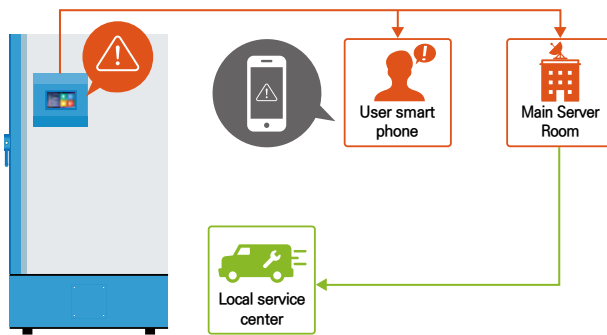 User smart
phone
Main Server
Room
Local service
center